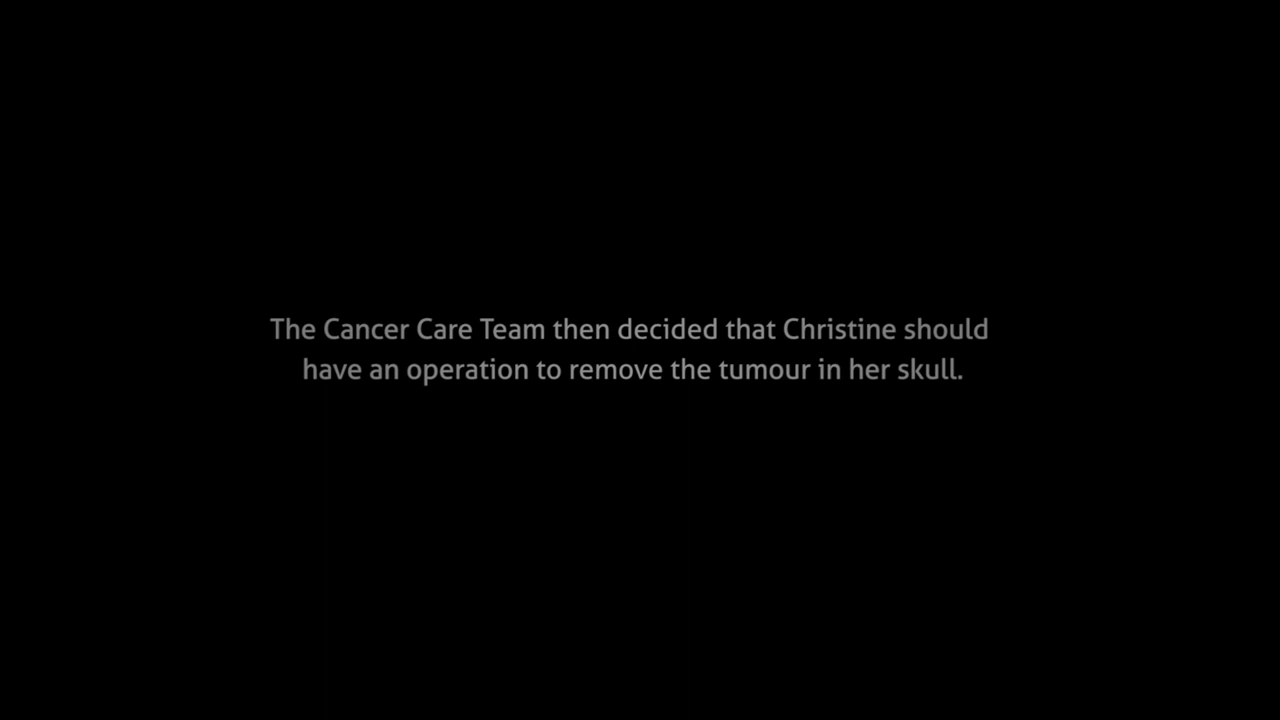 The Cancer Care Team then decided that Christine should
have an operation to remove the tumour in her skull.